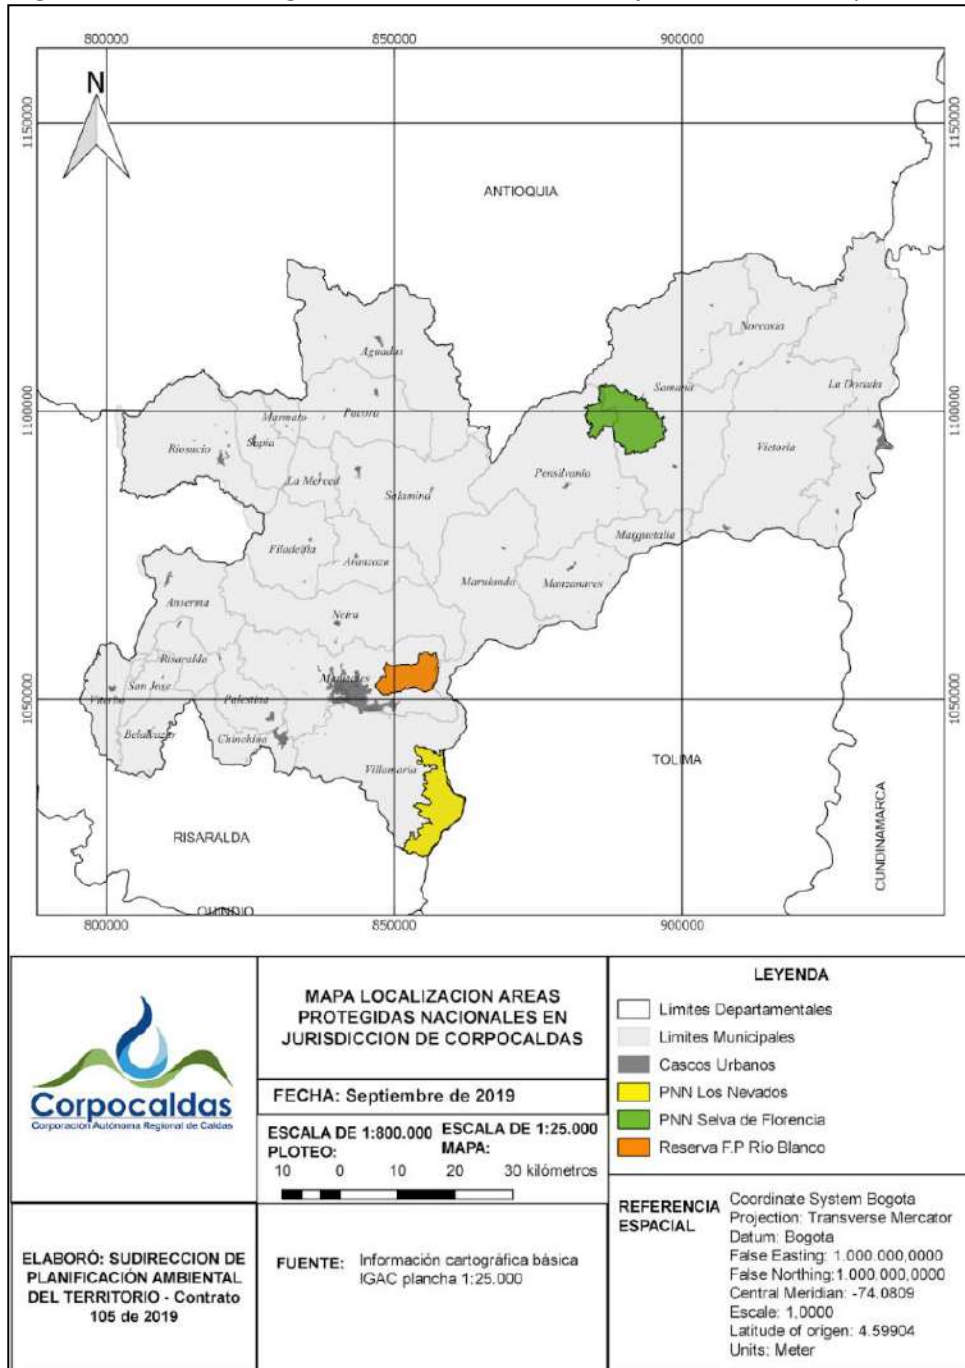 800000 850000 900000
N
1150000 1150000
ANTIOQUIA
Norcasia
Aguadas
La Dorada
Samaná
1100000 1100000
Marmato Pácora
Riosucio Supía
Victoria
La Merced
Pensilvania
Salamina
Marquetalia
Filadelfia
Aranzazu
Marulanda Manzanares
Anserma
Neira
Risaralda
Manizales
San José
Viterbo Palestina
1050000 1050000
Belalcázar Chinchiná
TOLIMA
Villamaría
RISARALDA
CUNDINAMARCA
QUINDIO
800000 850000 900000
Corpocaldas
Corporación Autónoma Regional de Caldas
MAPA LOCALIZACION AREAS
PROTEGIDAS NACIONALES EN
JURISDICCION DE CORPOCALDAS
FECHA: Septiembre de 2019
ESCALA DE 1:800.000 ESCALA DE 1:25.000
PLOTEO: MAPA:
10 0 10 20 30 kilómetros
LEYENDA
Limites Departamentales
Limites Municipales
Cascos Urbanos
PNN Los Nevados
PNN Selva de Florencia
Reserva F.P Rio Blanco
ELABORÓ: SUDIRECCION DE
PLANIFICACIÓN AMBIENTAL
DEL TERRITORIO - Contrato
105 de 2019
FUENTE: Información cartográfica básica
IGAC plancha 1:25.000
REFERENCIA
ESPACIAL
Coordinate System Bogota
Projection: Transverse Mercator
Datum: Bogota
False Easting: 1.000.000,0000
False Northing:1.000.000,0000
Central Meridian: -74.0809
Escale: 1,0000
Latitude of origen: 4.59904
Units: Meter